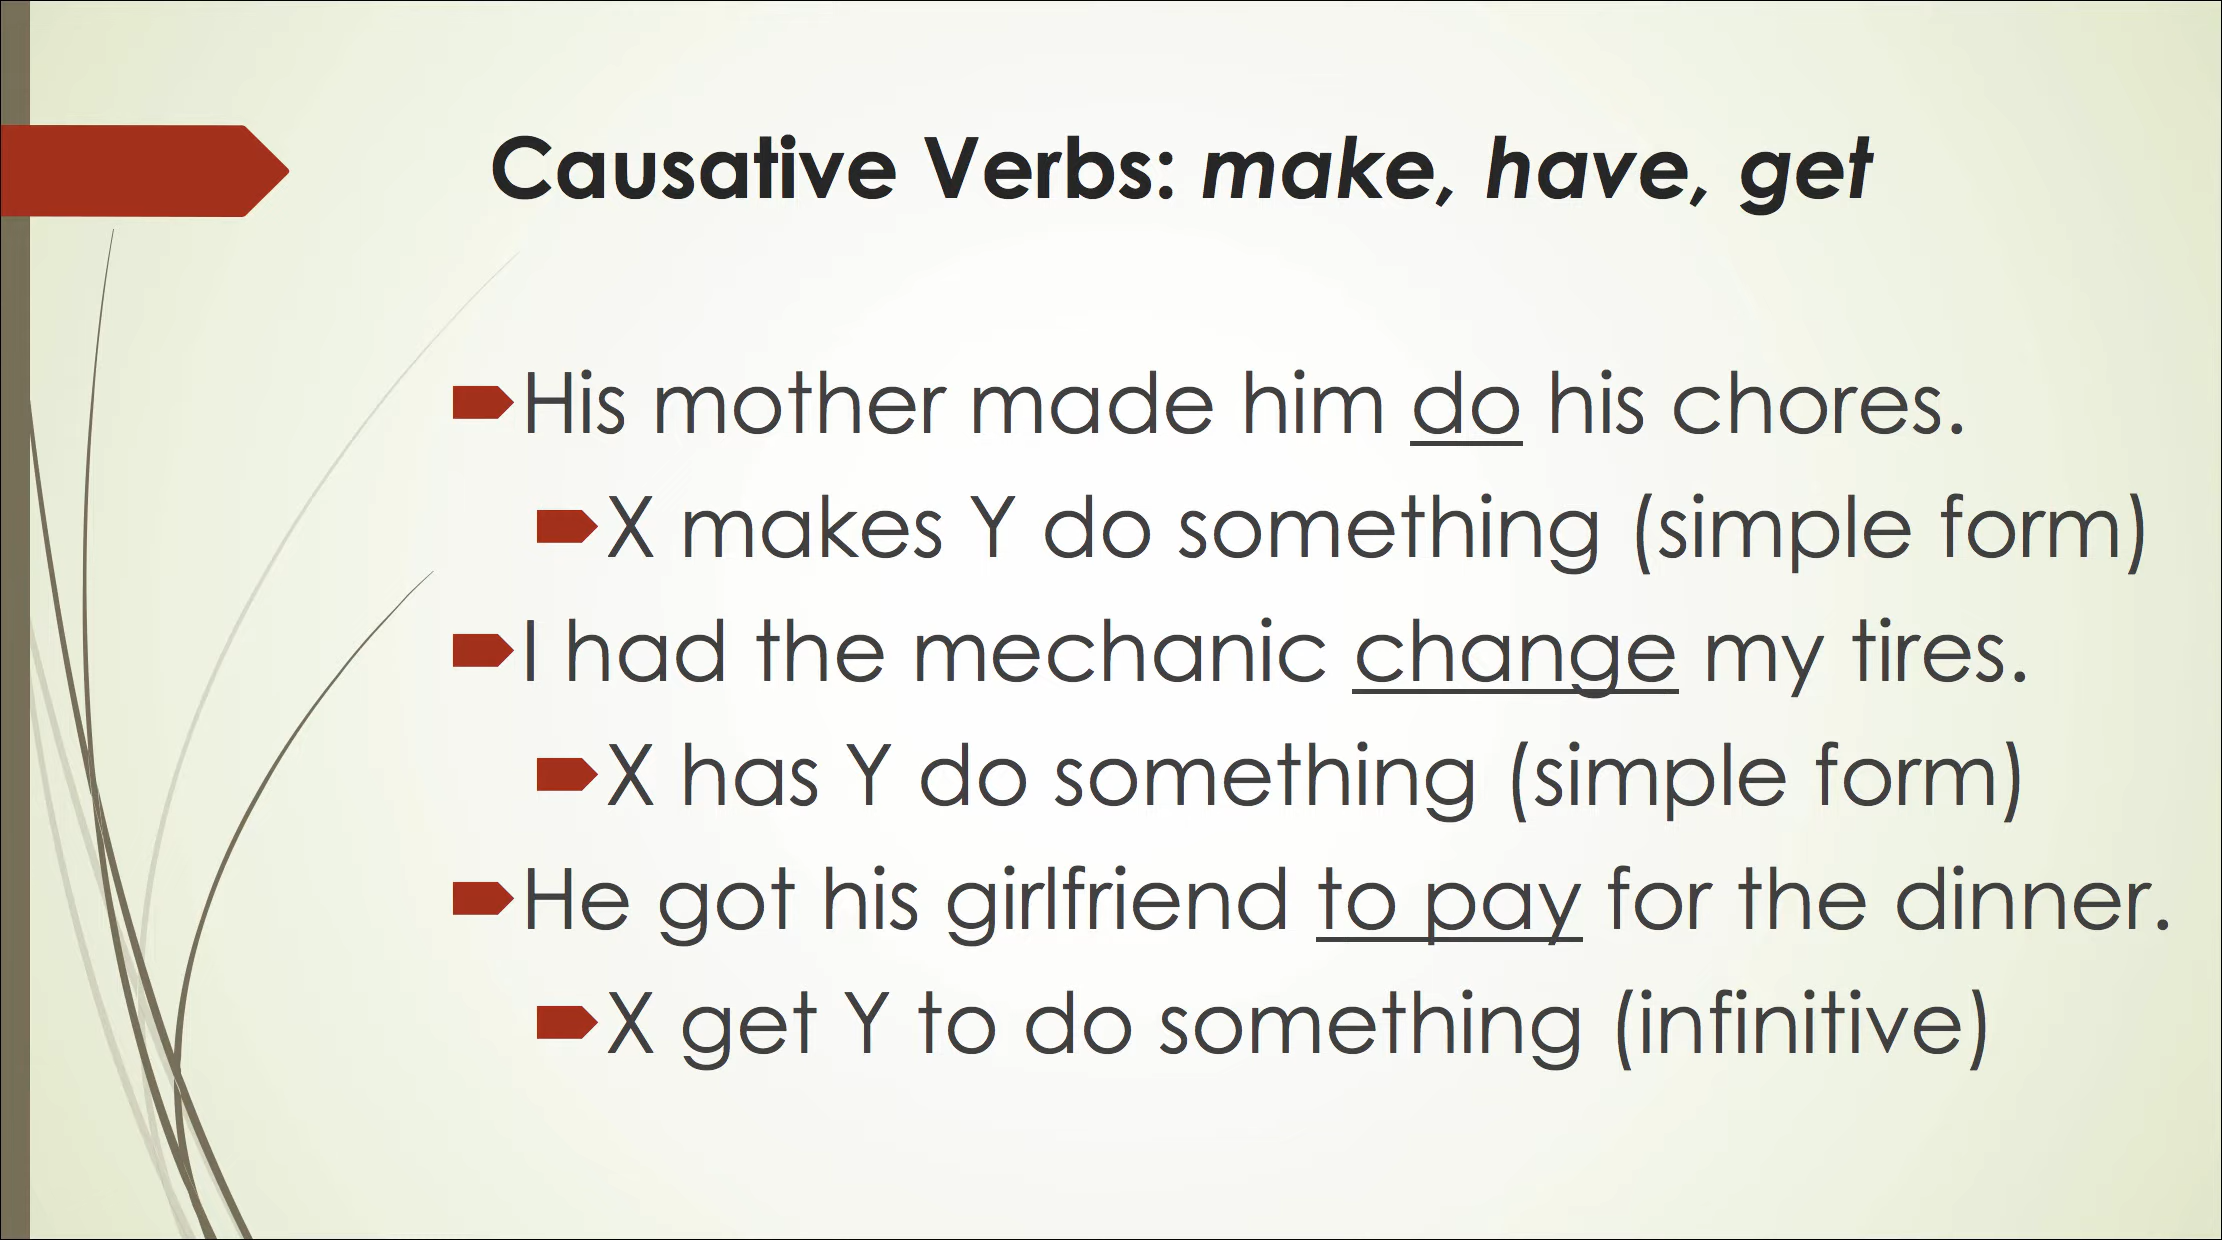 Causative Verbs: make, have, get
His mother made him do his chores.
X makes Y do something (simple form)
I had the mechanic change my tires.
X has Y do something (simple form)
He got his girlfriend to pay for the dinner.
X get Y to do something (infinitive)